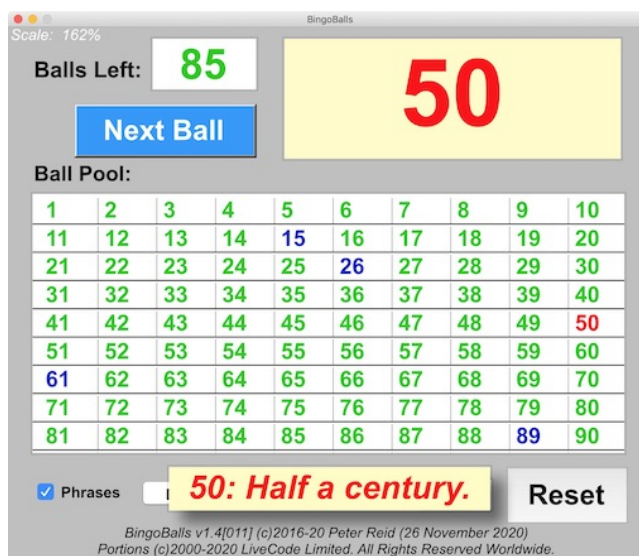 BingoBalls
Scale: 162%
Balls Left: 85
50
Next Ball
Ball Pool:
1 2 3 4 5 6 7 8 9 10
11 12 13 14 15 16 17 18 19 20
21 22 23 24 25 26 27 28 29 30
31 32 33 34 35 36 37 38 39 40
41 42 43 44 45 46 47 48 49 50
51 52 53 54 55 56 57 58 59 60
61 62 63 64 65 66 67 68 69 70
71 72 73 74 75 76 77 78 79 80
81 82 83 84 85 86 87 88 89 90
Phrases
50: Half a century.
Reset
BingoBalls v1.4[011] (c)2016-20 Peter Reid (26 November 2020)
Portions (c)2000-2020 LiveCode Limited. All Rights Reserved Worldwide.